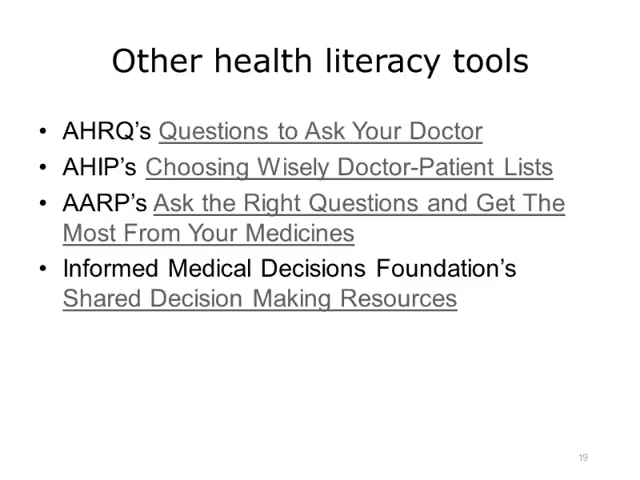 Other health literacy tools
• AHRQ’s Questions to Ask Your Doctor
• AHIP’s Choosing Wisely Doctor-Patient Lists
• AARP’s Ask the Right Questions and Get The
Most From Your Medicines
• Informed Medical Decisions Foundation’s
Shared Decision Making Resources
19